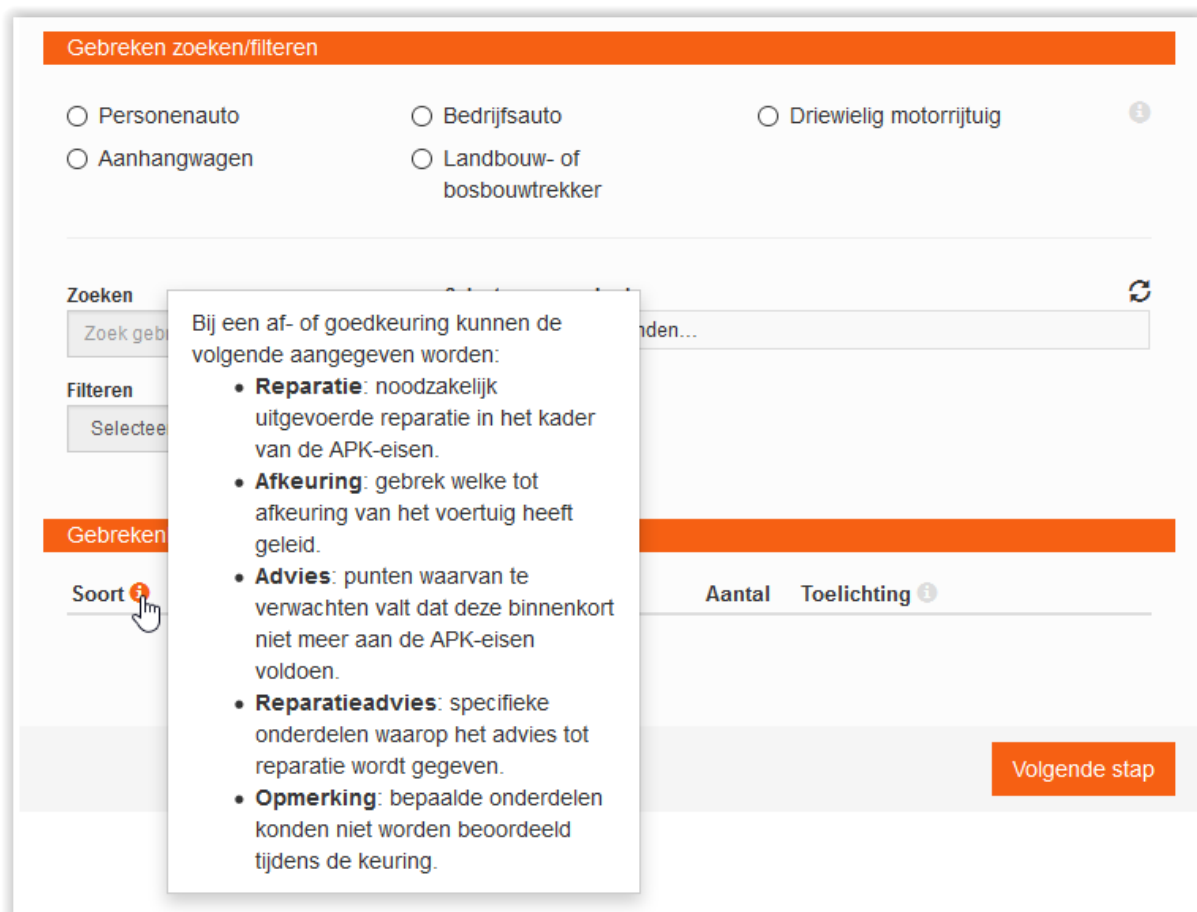 Gebreken zoeken/filteren
Personenauto
Bedrijfsauto
Driewielig motorrijtuig
Aanhangwagen
Landbouw- of
bosbouwtrekker
Zoeken
Zoek
Filteren
Bij een af- of goedkeuring kunnen de
volgende aangegeven worden:
• Reparatie: noodzakelijk
uitgevoerde reparatie in het kader
van de APK-eisen.
• Afkeuring: gebrek welke tot
afkeuring van het voertuig heeft
geleid.
• Advies: punten waarvan te
verwachten valt dat deze binnenkort
niet meer aan de APK-eisen
voldoen.
• Reparatieadvies: specifieke
onderdelen waarop het advies tot
reparatie wordt gegeven.
• Opmerking: bepaalde onderdelen
konden niet worden beoordeeld
tijdens de keuring.
Gebreken
Soort
Aantal
Toelichting
Volgende stap